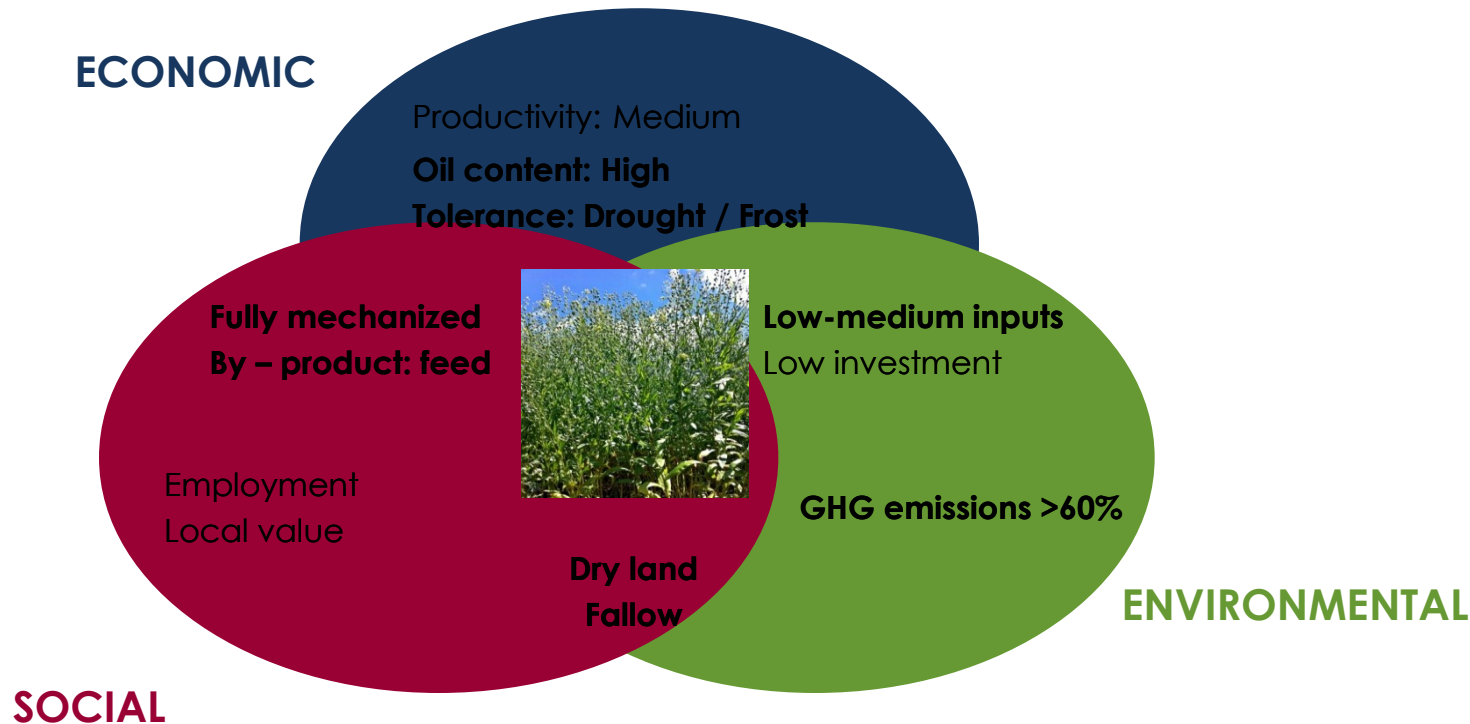 ECONOMIC
Productivity: Medium
Oil content: High
Tolerance: Drought / Frost
Fully mechanized
By – product: feed
Low-medium inputs
Low investment
Employment
Local value
GHG emissions >60%
Dry land
Fallow
ENVIRONMENTAL
SOCIAL